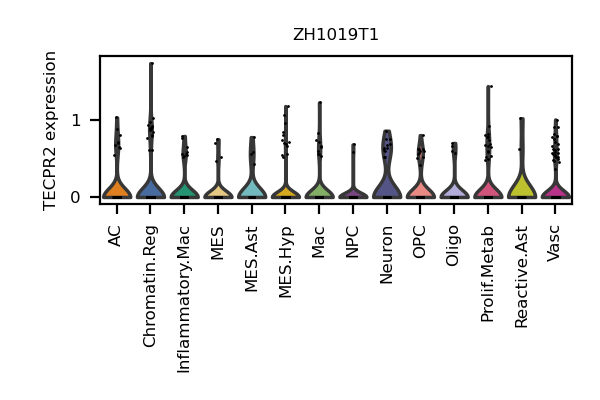 ZH1019T1
TECPR2 expression
1
0
AC
Chromatin.Reg
Inflammatory.Mac
MES
MES.Ast
MES.Hyp
Mac
NPC
Neuron
OPC
Oligo
Prolif.Metab
Reactive.Ast
Vasc